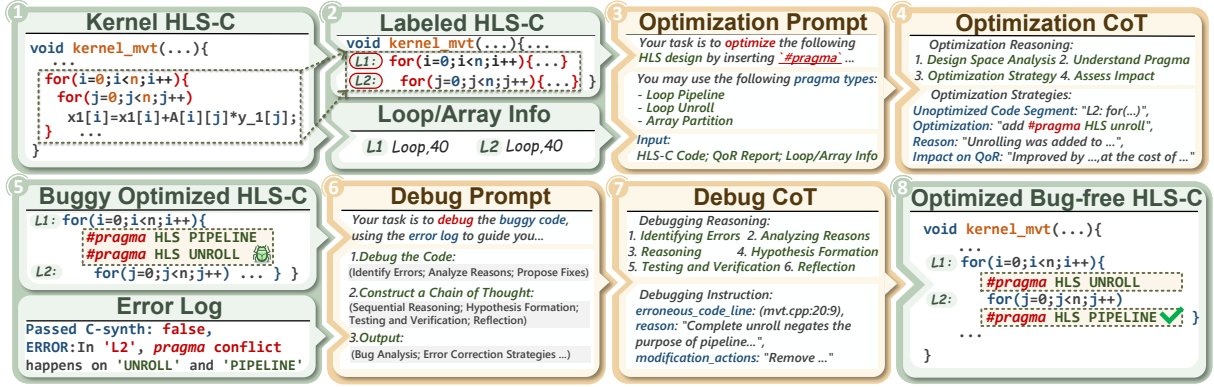 1
Kernel HLS-C
void kernel_mvt(...){
...
for(i=0;i<n;i++){
for(j=0;j<n;j++)
x1[i]=x1[i]+A[i][j]*y_1[j];
} ...
}
2
Labeled HLS-C
void kernel_mvt(...){...
L1: for(i=0;i<n;i++){...}
L2: for(j=0;j<n;j++){...} }
Loop/Array Info
L1 Loop,40 L2 Loop,40
3
Optimization Prompt
Your task is to optimize the following
HLS design by inserting `#pragma` ...
You may use the following pragma types:
- Loop Pipeline
- Loop Unroll
- Array Partition
Input:
HLS-C Code; QoR Report; Loop/Array Info
4
Optimization CoT
Optimization Reasoning:
1. Design Space Analysis 2. Understand Pragma
3. Optimization Strategy 4. Assess Impact
Optimization Strategies:
Unoptimized Code Segment: "L2: for(...)",
Optimization: "add #pragma HLS unroll",
Reason: "Unrolling was added to ...",
Impact on QoR: "Improved by ...,at the cost of ..."
5
Buggy Optimized HLS-C
L1: for(i=0;i<n;i++){
#pragma HLS PIPELINE
#pragma HLS UNROLL
L2: for(j=0;j<n;j++) ... } }
Error Log
Passed C-synth: false,
ERROR:In 'L2', pragma conflict
happens on 'UNROLL' and 'PIPELINE'
6
Debug Prompt
Your task is to debug the buggy code,
using the error log to guide you...
1.Debug the Code:
(Identify Errors; Analyze Reasons; Propose Fixes)
2.Construct a Chain of Thought:
(Sequential Reasoning; Hypothesis Formation;
Testing and Verification; Reflection)
3.Output:
(Bug Analysis; Error Correction Strategies ...)
7
Debug CoT
Debugging Reasoning:
1. Identifying Errors 2. Analyzing Reasons
3. Reasoning 4. Hypothesis Formation
5. Testing and Verification 6. Reflection
Debugging Instruction:
erroneous_code_line: (mvt.cpp:20:9),
reason: "Complete unroll negates the
purpose of pipeline...",
modification_actions: "Remove ..."
8
Optimized Bug-free HLS-C
void kernel_mvt(...){
...
L1: for(i=0;i<n;i++){
#pragma HLS UNROLL
L2: for(j=0;j<n;j++)
#pragma HLS PIPELINE }
...
}